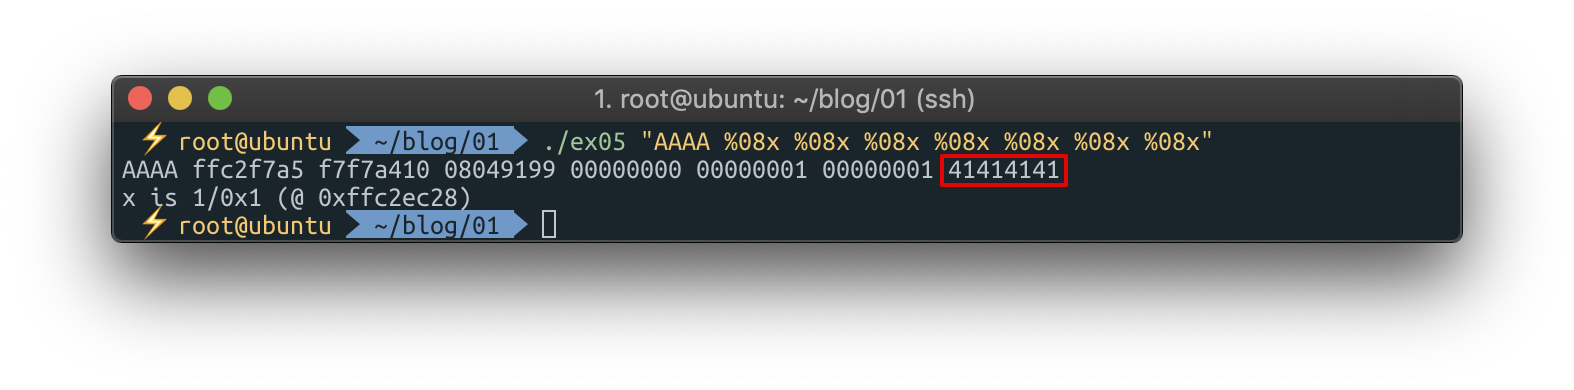 1. root@ubuntu: ~/blog/01 (ssh)
⚡ root@ubuntu ~/blog/01 ./ex05 "AAAA %08x %08x %08x %08x %08x %08x %08x"
AAAA ffc2f7a5 f7f7a410 08049199 00000000 00000001 00000001 41414141
x is 1/0x1 (@ 0xffc2ec28)
⚡ root@ubuntu ~/blog/01